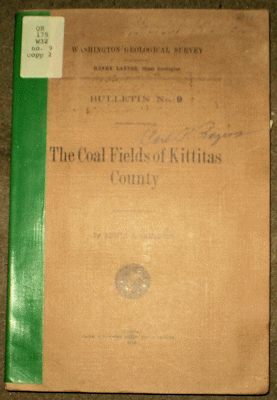 QE
175
W32
no. 9
copy 2
WASHINGTON GEOLOGICAL SURVEY
HENRY LANDES, State Geologist
BULLETIN No. 9
The Coal Fields of Kittitas
County